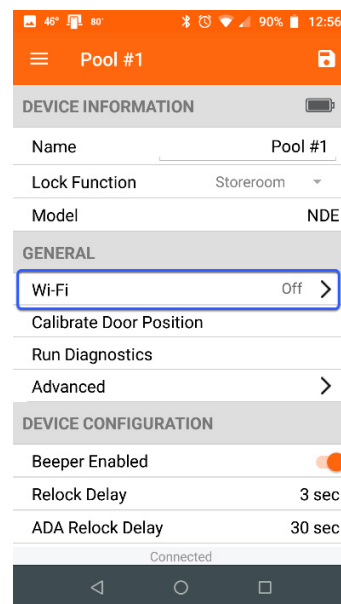 46° 80° 90% 12:56
Pool #1
DEVICE INFORMATION
Name Pool #1
Lock Function Storeroom
Model NDE
GENERAL
Wi-Fi Off
Calibrate Door Position
Run Diagnostics
Advanced
DEVICE CONFIGURATION
Beeper Enabled
Relock Delay 3 sec
ADA Relock Delay 30 sec
Connected